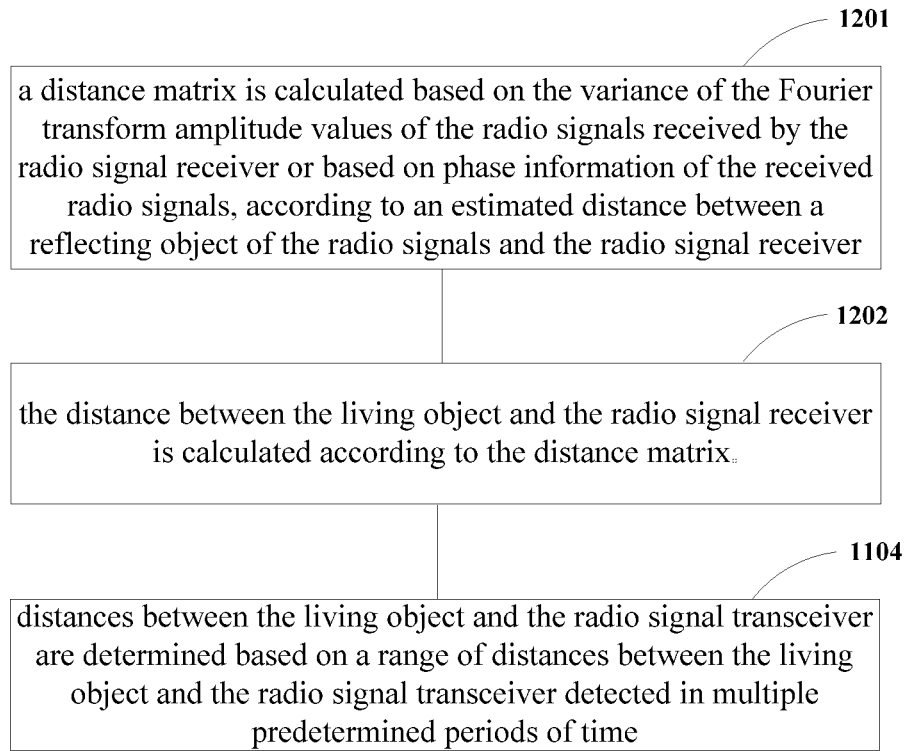 1201
a distance matrix is calculated based on the variance of the Fourier
transform amplitude values of the radio signals received by the
radio signal receiver or based on phase information of the received
radio signals, according to an estimated distance between a
reflecting object of the radio signals and the radio signal receiver
1202
the distance between the living object and the radio signal receiver
is calculated according to the distance matrix.
1104
distances between the living object and the radio signal transceiver
are determined based on a range of distances between the living
object and the radio signal transceiver detected in multiple
predetermined periods of time